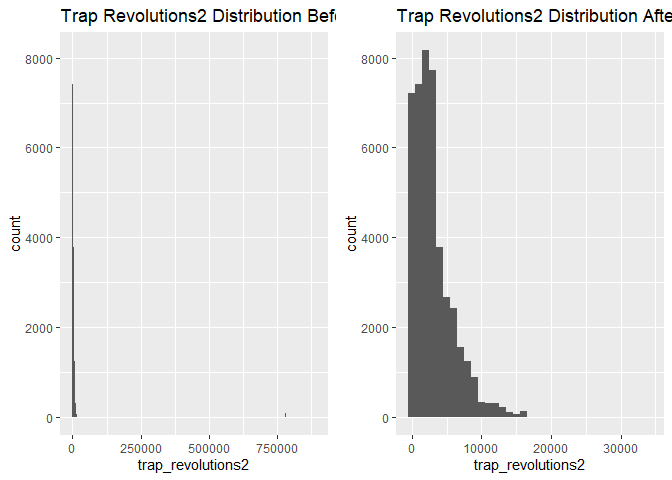 Trap Revolutions2 Distribution Befo
8000
6000
4000
2000
0
count
0 250000 500000 750000
trap_revolutions2
Trap Revolutions2 Distribution Afte
8000
6000
4000
2000
0
count
0 10000 20000 30000
trap_revolutions2